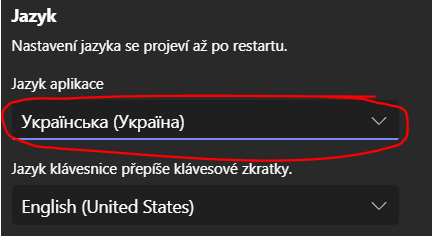 Jazyk
Nastavení jazyka se projeví až po restartu.
Jazyk aplikace
Українська (Україна)
Jazyk klávesnice přepíše klávesové zkratky.
English (United States)